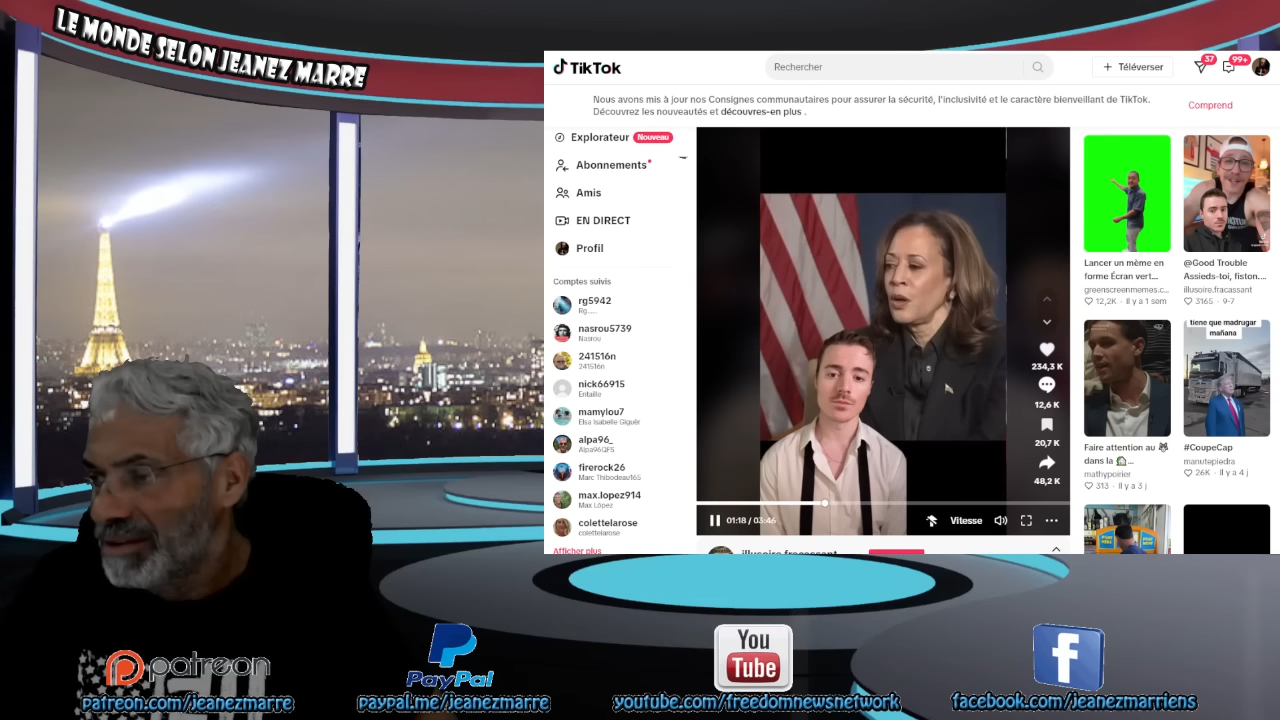 LE MONDE SELON JEANEZ MARRE
TikTok
Rechercher
+ Téléverser
37
99+
Nous avons mis à jour nos Consignes communautaires pour assurer la sécurité, l'inclusivité et le caractère bienveillant de TikTok.
Découvrez les nouveautés et découvres-en plus .
Comprend
Explorateur Nouveau
Abonnements
Amis
EN DIRECT
Profil
Comptes suivis
rg5942
Rg.....
nasrou5739
Nasrou
241516n
241516n
nick66915
Entaille
mamylou7
Elsa Isabelle Giguèr
alpa96_
Alpa96QFS
firerock26
Marc Thibodeau165
max.lopez914
Max López
colettelarose
colettelarose
Afficher plus
234,3 K
12,6 K
20,7 K
48,2 K
01:18 / 03:46
Vitesse
illusoire.fracassant
Lancer un mème en
forme Écran vert...
greenscreenmemes.c...
12,2K · Il y a 1 sem
@Good Trouble
Assieds-toi, fiston....
illusoire.fracassant
3165 · 9-7
Faire attention au
dans la ...
mathypoirier
313 · Il y a 3 j
tiene que madrugar
mañana
#CoupeCap
manutepiedra
26K · Il y a 4 j
patreon
patreon.com/jeanezmarre
PayPal
paypal.me/jeanezmarre
You
Tube
youtube.com/freedomnewsnetwork
f
facebook.com/jeanezmarriens